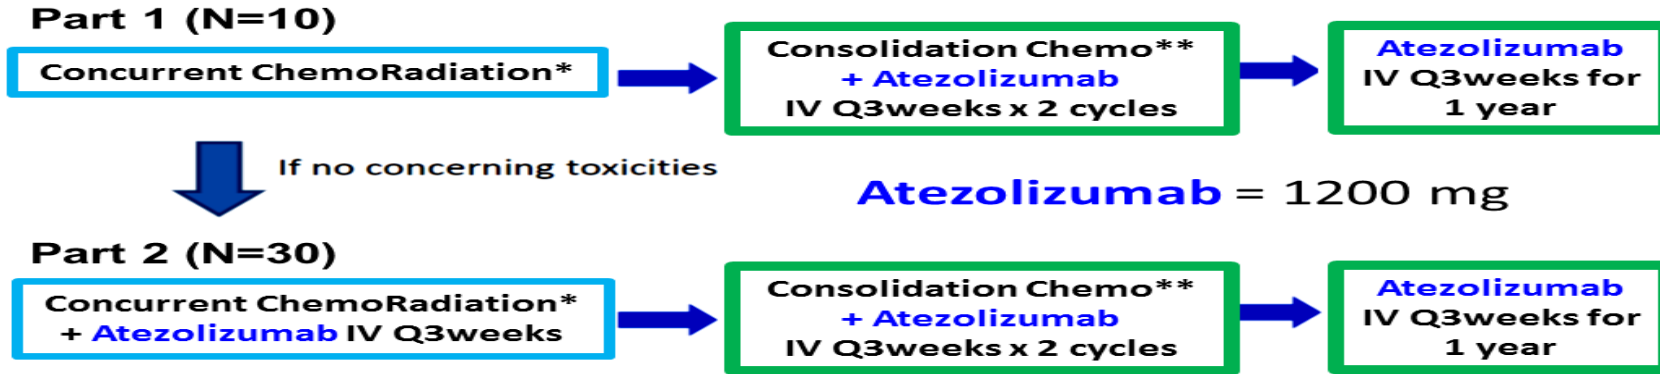 Part 1 (N=10)
Concurrent ChemoRadiation*
Consolidation Chemo**
+ Atezolizumab
IV Q3weeks x 2 cycles
Atezolizumab
IV Q3weeks for
1 year
If no concerning toxicities
Atezolizumab = 1200 mg
Part 2 (N=30)
Concurrent ChemoRadiation*
+ Atezolizumab IV Q3weeks
Consolidation Chemo**
+ Atezolizumab
IV Q3weeks x 2 cycles
Atezolizumab
IV Q3weeks for
1 year